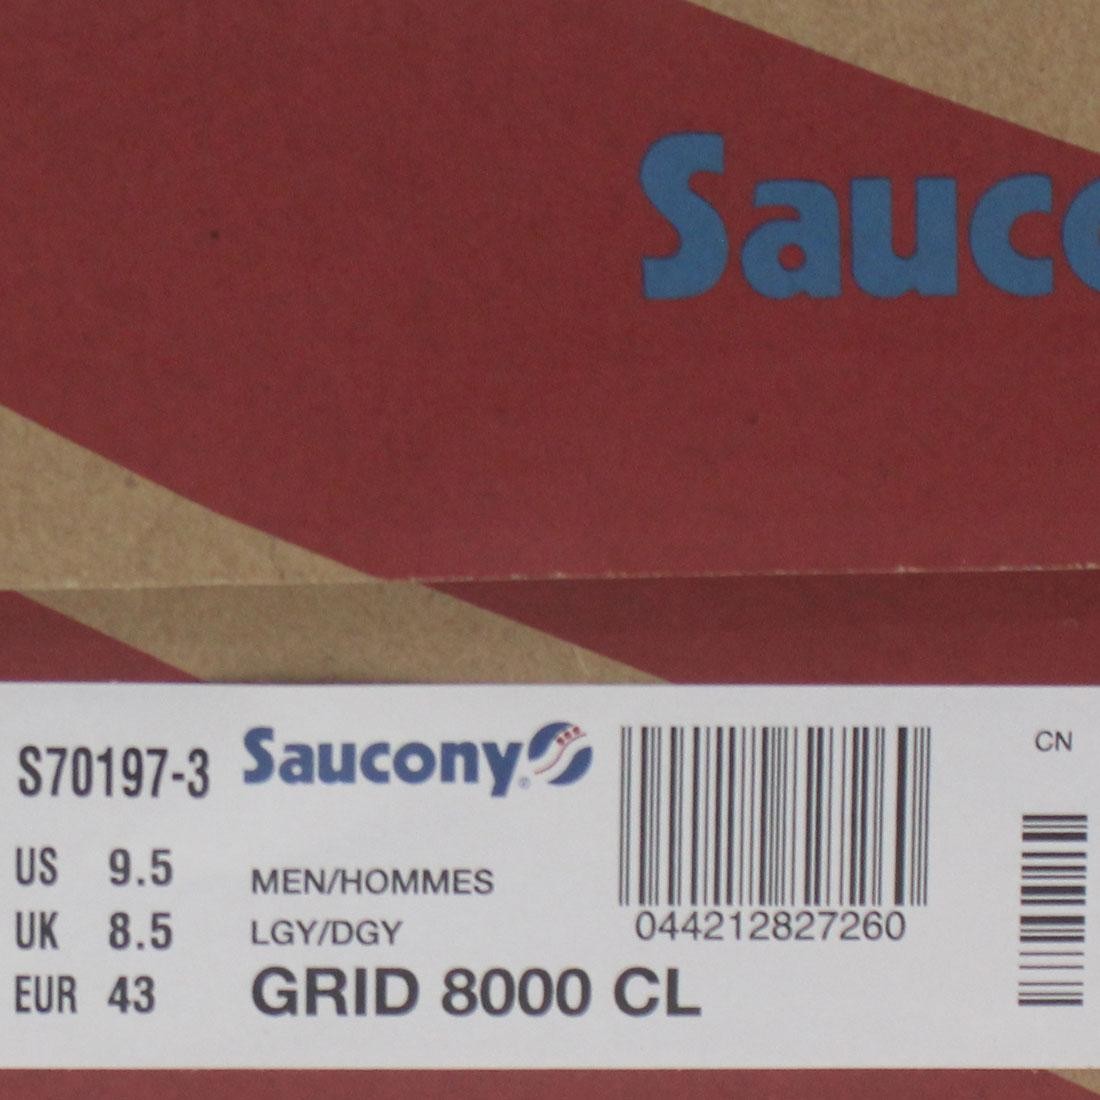 Sauco
S70197-3
Saucony®
CN
US 9.5
UK 8.5
EUR 43
MEN/HOMMES
LGY/DGY
GRID 8000 CL
044212827260